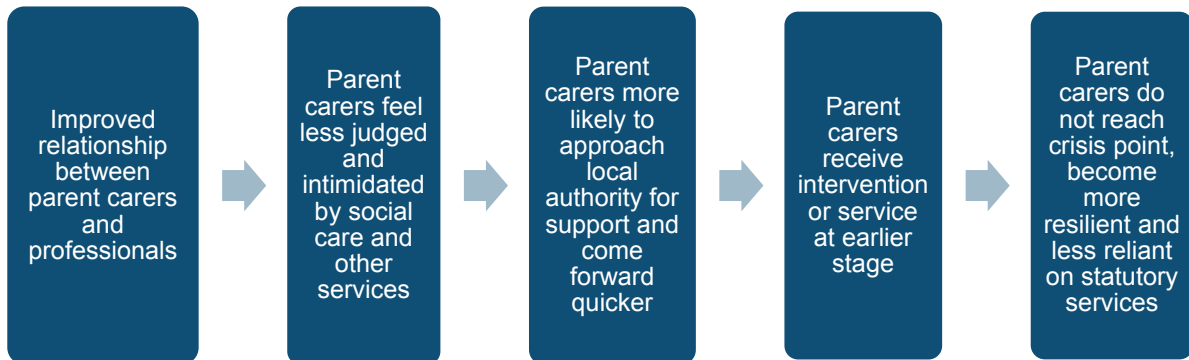 Improved
relationship
between
parent carers
and
professionals
Parent
carers feel
less judged
and
intimidated
by social
care and
other
services
Parent
carers more
likely to
approach
local
authority for
support and
come
forward
quicker
Parent
carers
receive
intervention
or service
at earlier
stage
Parent
carers do
not reach
crisis point,
become
more
resilient and
less reliant
on statutory
services